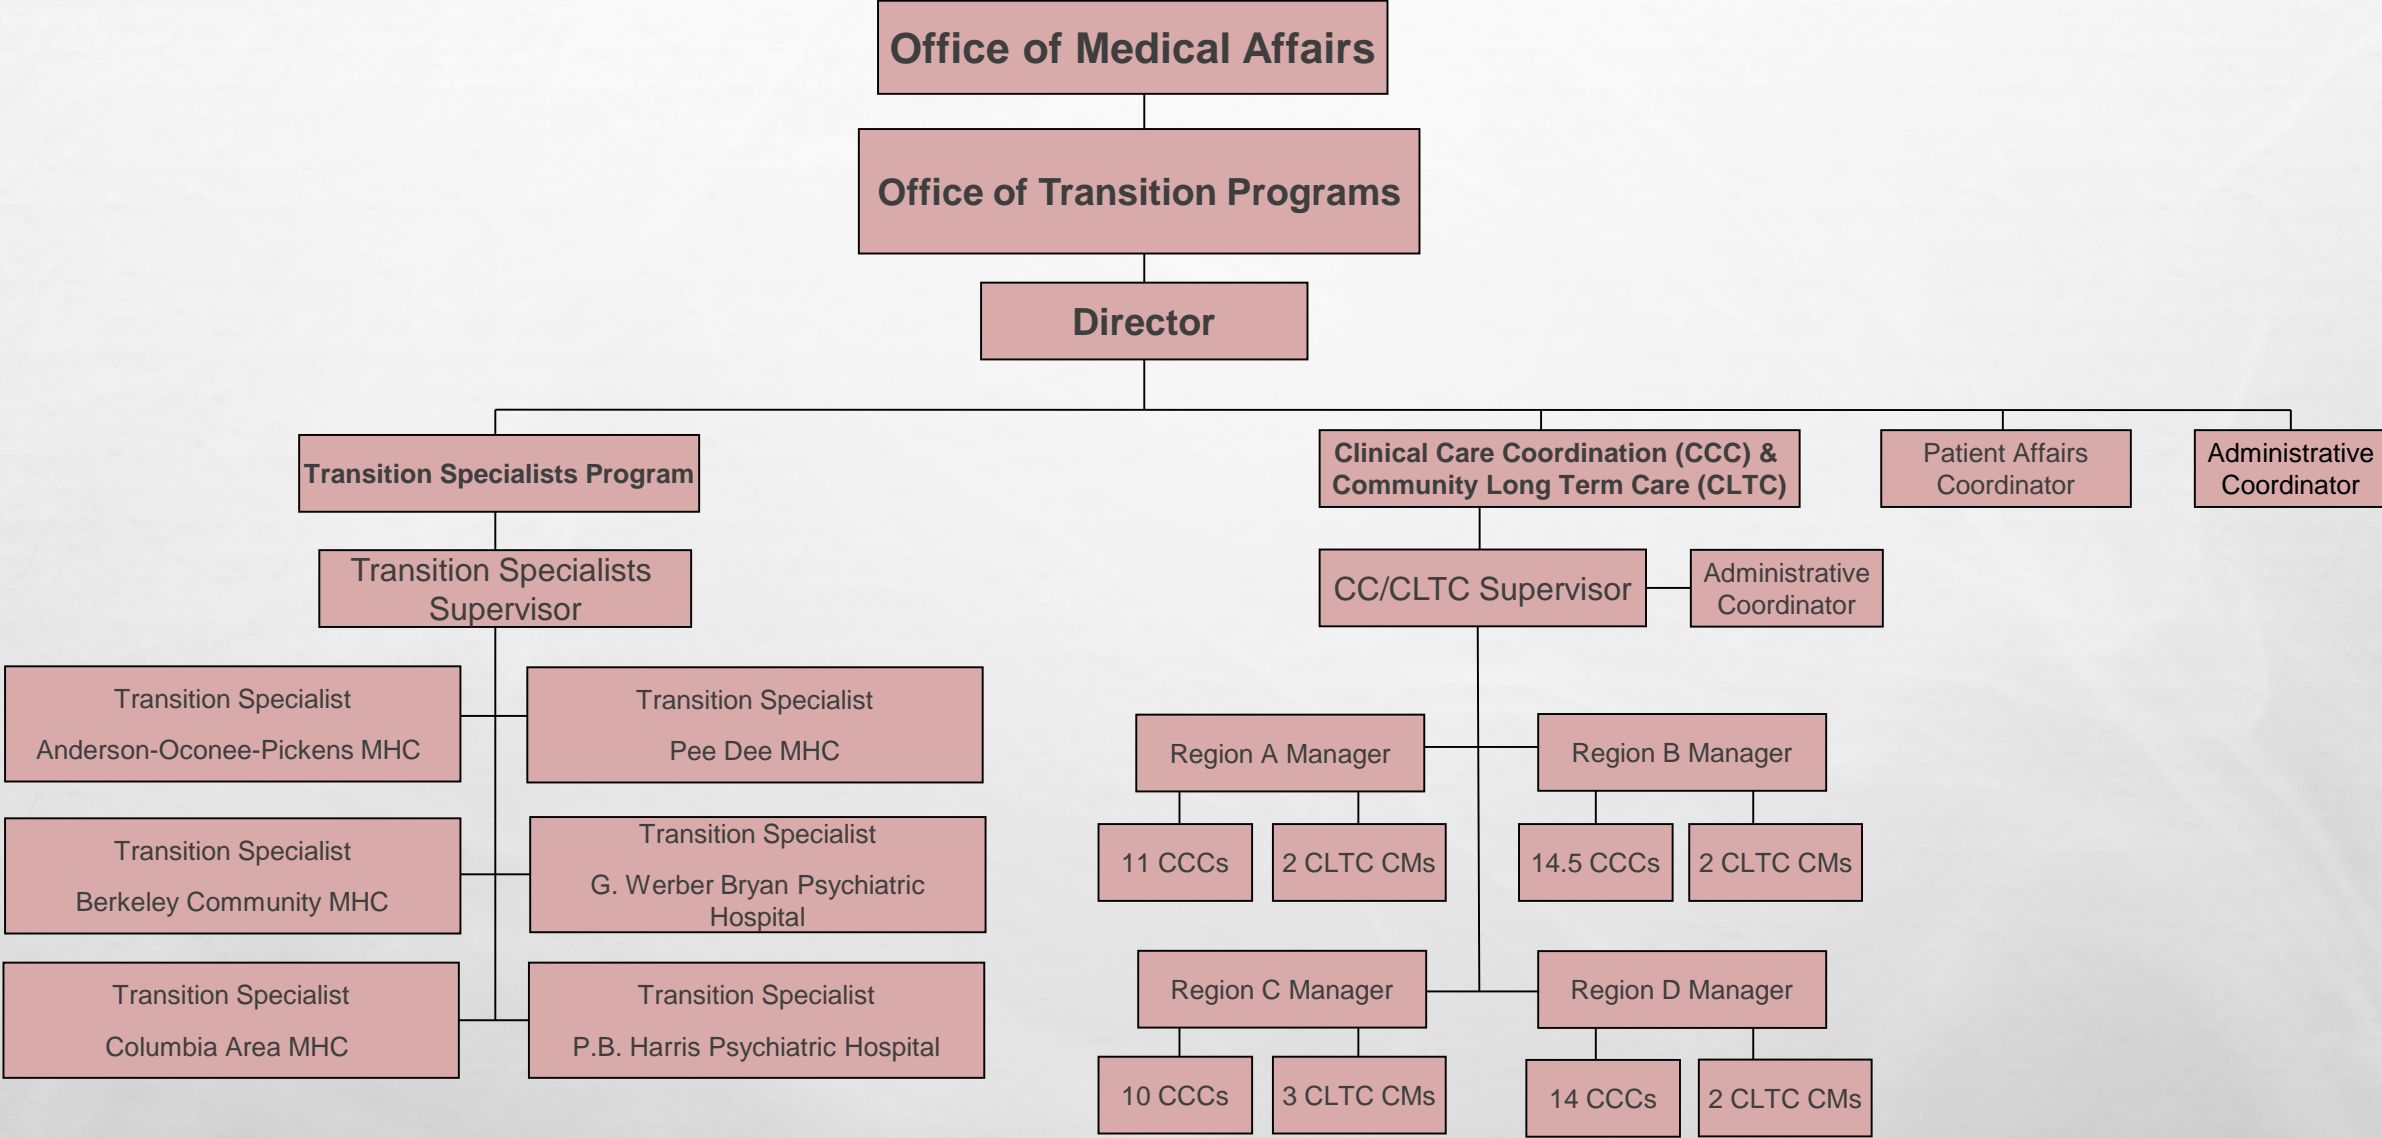 Office of Medical Affairs
Office of Transition Programs
Director
Transition Specialists Program
Clinical Care Coordination (CCC) &
Community Long Term Care (CLTC)
Patient Affairs
Coordinator
Administrative
Coordinator
Transition Specialists
Supervisor
CC/CLTC Supervisor
Administrative
Coordinator
Transition Specialist
Anderson-Oconee-Pickens MHC
Transition Specialist
Pee Dee MHC
Transition Specialist
Berkeley Community MHC
Transition Specialist
G. Werber Bryan Psychiatric
Hospital
Transition Specialist
Columbia Area MHC
Transition Specialist
P.B. Harris Psychiatric Hospital
Region A Manager
Region B Manager
11 CCCs
2 CLTC CMs
14.5 CCCs
2 CLTC CMs
Region C Manager
Region D Manager
10 CCCs
3 CLTC CMs
14 CCCs
2 CLTC CMs